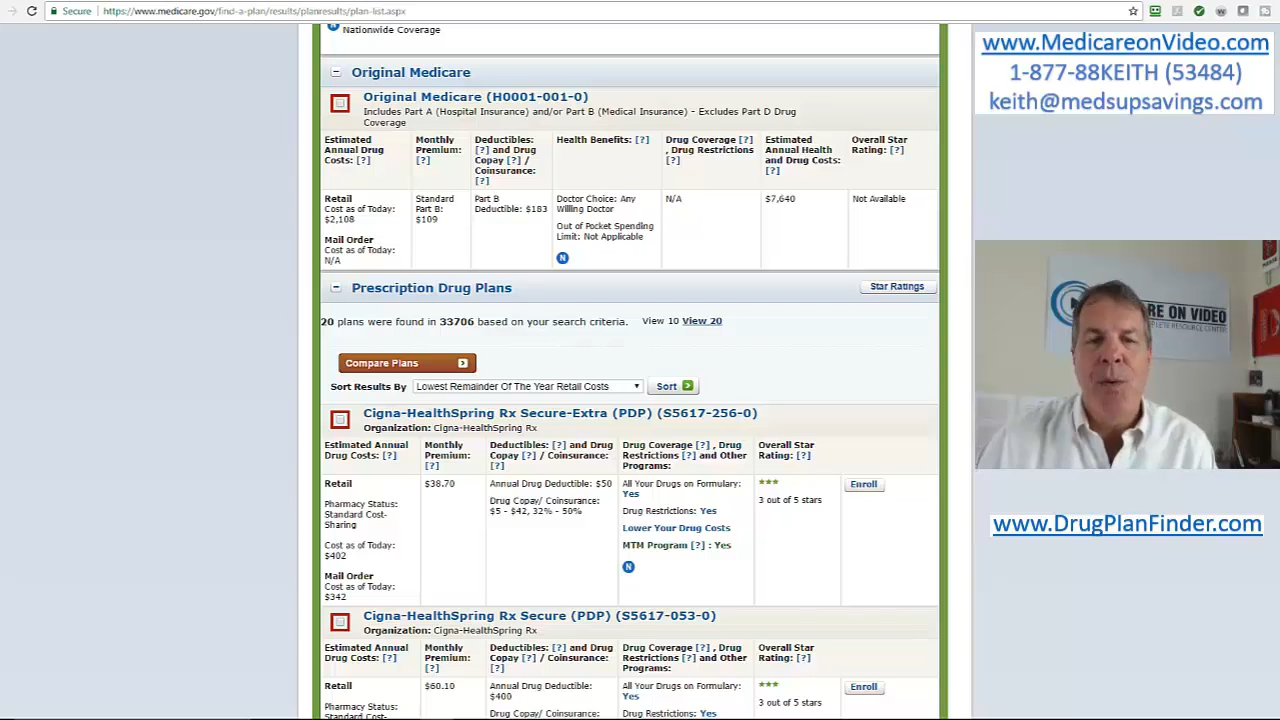 Secure
https://www.medicare.gov/find-a-plan/results/planresults/plan-list.aspx
Nationwide Coverage
www.MedicareonVideo.com
1-877-88KEITH (53484)
keith@medsupsavings.com
Original Medicare
Original Medicare (H0001-001-0)
Includes Part A (Hospital Insurance) and/or Part B (Medical Insurance) - Excludes Part D Drug
Coverage
Estimated
Annual Drug
Costs: [?]
Monthly
Premium:
[?]
Deductibles:
[?] and Drug
Copay [?] /
Coinsurance:
[?]
Health Benefits: [?]
Drug Coverage [?]
, Drug Restrictions
[?]
Estimated
Annual Health
and Drug Costs:
[?]
Overall Star
Rating: [?]
Retail
Cost as of Today:
$2,108
Mail Order
Cost as of Today:
N/A
Standard
Part B:
$109
Part B
Deductible: $183
Doctor Choice: Any
Willing Doctor
Out of Pocket Spending
Limit: Not Applicable
N
N/A
$7,640
Not Available
Prescription Drug Plans
Star Ratings
20 plans were found in 33706 based on your search criteria.
View 10 View 20
Compare Plans
Sort Results By
Lowest Remainder Of The Year Retail Costs
Sort
Cigna-HealthSpring Rx Secure-Extra (PDP) (S5617-256-0)
Organization: Cigna-HealthSpring Rx
Estimated Annual
Drug Costs: [?]
Monthly
Premium:
[?]
Deductibles: [?] and Drug
Copay [?] / Coinsurance:
[?]
Drug Coverage [?] , Drug
Restrictions [?] and Other
Programs:
Overall Star
Rating: [?]
Retail
Pharmacy Status:
Standard Cost-
Sharing
Cost as of Today:
$402
Mail Order
Cost as of Today:
$342
$38.70
Annual Drug Deductible: $50
Drug Copay/ Coinsurance:
$5 - $42, 32% - 50%
All Your Drugs on Formulary:
Yes
Drug Restrictions: Yes
Lower Your Drug Costs
MTM Program [?] : Yes
N
3 out of 5 stars
Enroll
Cigna-HealthSpring Rx Secure (PDP) (S5617-053-0)
Organization: Cigna-HealthSpring Rx
Estimated Annual
Drug Costs: [?]
Monthly
Premium:
[?]
Deductibles: [?] and Drug
Copay [?] / Coinsurance:
[?]
Drug Coverage [?] , Drug
Restrictions [?] and Other
Programs:
Overall Star
Rating: [?]
Retail
Pharmacy Status:
Standard Cost-
$60.10
Annual Drug Deductible:
$400
Drug Copay/ Coinsurance:
All Your Drugs on Formulary:
Yes
Drug Restrictions: Yes
3 out of 5 stars
Enroll
ON VIDEO
www.DrugPlanFinder.com